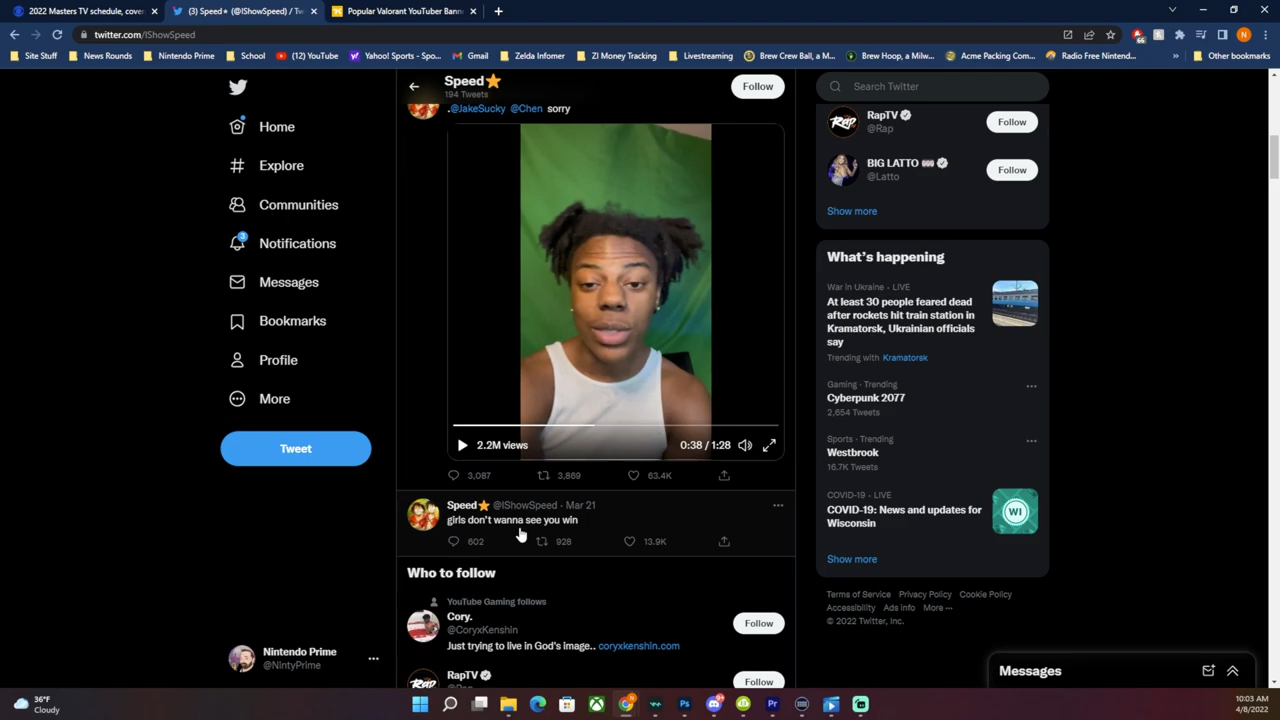 2022 Masters TV schedule, cove
(3) Speed★ (@IShowSpeed) / Tw
Popular Valorant YouTuber Bann
twitter.com/IShowSpeed
66
N
Site Stuff
News Rounds
Nintendo Prime
School
(12) YouTube
Yahoo! Sports - Sp...
Gmail
Zelda Infomer
ZI Money Tracking
Livestreaming
Brew Crew Ball, a M...
Brew Hoop, a Milw...
Acme Packing Com...
Radio Free Nintend...
»
Other bookmarks
Home
Explore
Communities
3
Notifications
Messages
Bookmarks
Profile
More
Tweet
Nintendo Prime
@NintyPrime
Speed⭐
194 Tweets
Follow
.@JakeSucky @Chen sorry
2.2M views
0:38 / 1:28
3,087 3,869 63.4K
Speed⭐ @IShowSpeed · Mar 21
girls don't wanna see you win
602 928 13.9K
Who to follow
YouTube Gaming follows
Cory.
@CoryxKenshin
Follow
Just trying to live in God's image.. coryxkenshin.com
RapTV
Follow
Search Twitter
RapTV
@Rap
Follow
BIG LATTO
@Latto
Follow
Show more
What's happening
War in Ukraine · LIVE
At least 30 people feared dead
after rockets hit train station in
Kramatorsk, Ukrainian officials
say
Trending with Kramatorsk
Gaming · Trending
Cyberpunk 2077
2,654 Tweets
Sports · Trending
Westbrook
16.7K Tweets
COVID-19 · LIVE
COVID-19: News and updates for
Wisconsin
WI
Show more
Terms of Service Privacy Policy Cookie Policy
Accessibility Ads info More ···
© 2022 Twitter, Inc.
Messages
36°F
Cloudy
10:03 AM
4/8/2022